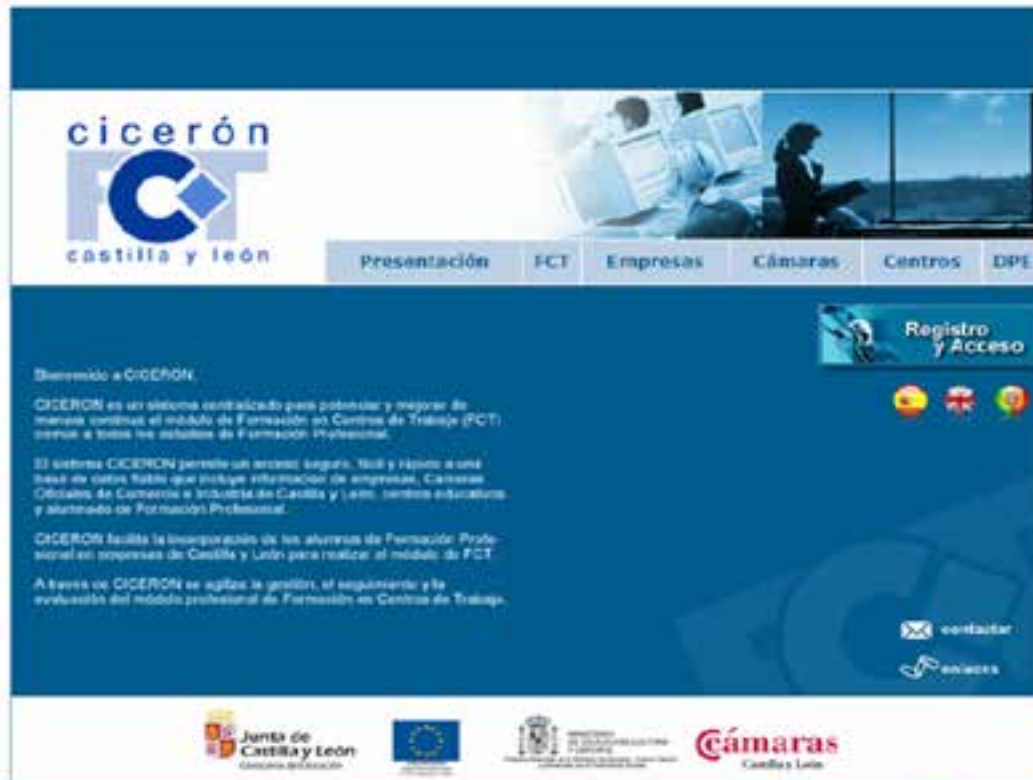 cicerón
FCT
castilla y león
Presentación FCT Empresas Cámaras Centros DPE
Registro
y Acceso
Bienvenido a CICERON.
CICERON es un sistema centralizado para potenciar y mejorar de
manera continua el módulo de Formación en Centros de Trabajo (FCT)
común a todos los estudios de Formación Profesional.
El sistema CICERON permite un acceso seguro, fácil y rápido a una
base de datos fiable que incluye información de empresas, Cámaras
Oficiales de Comercio e Industria de Castilla y León, centros educativos
y alumnado de Formación Profesional.
CICERON facilita la incorporación de los alumnos de Formación Profe-
sional en empresas de Castilla y León para realizar el módulo de FCT
A través de CICERON se agiliza la gestión, el seguimiento y la
evaluación del módulo profesional de Formación en Centros de Trabajo.
contactar
enlaces
Junta de
Castilla y León
MINISTERIO
Cámaras
Castilla y León